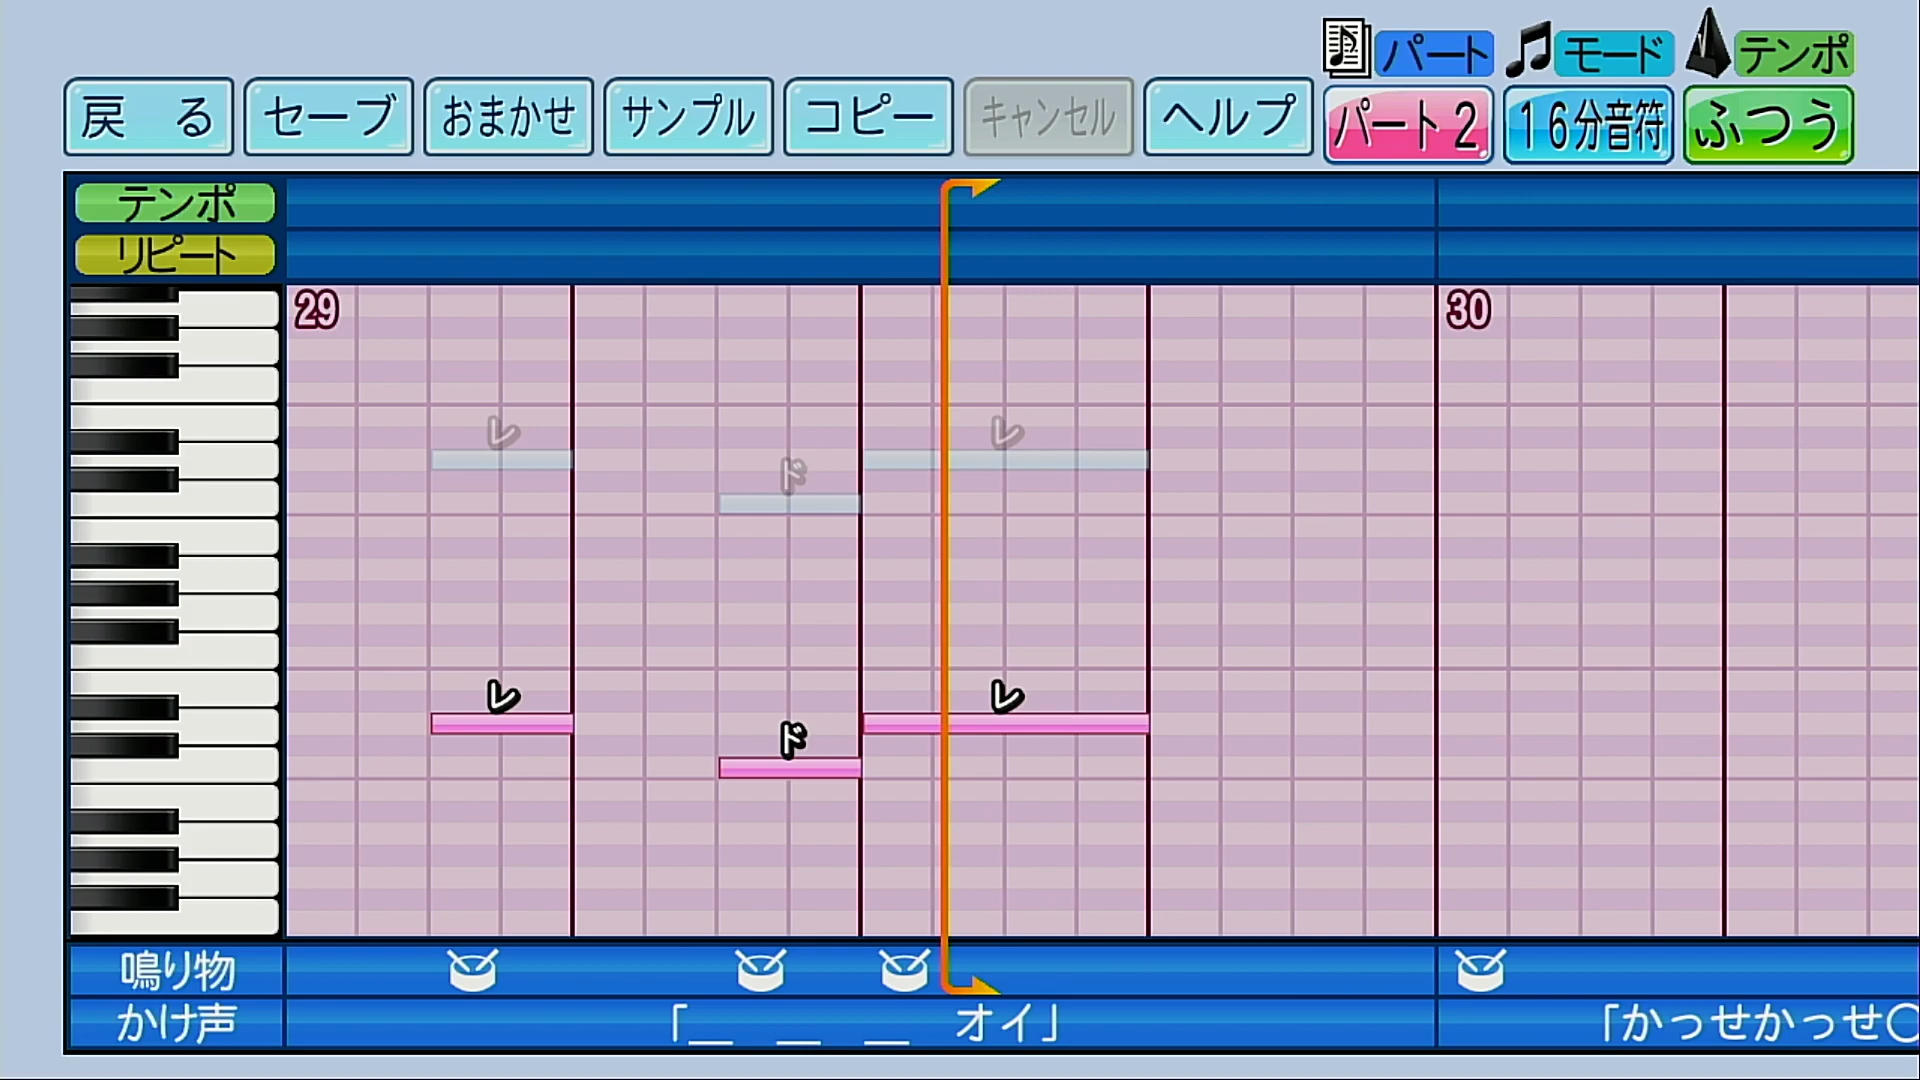 パート モード テンポ
戻る セーブ おまかせ サンプル コピー キャンセル ヘルプ パート2 16分音符 ふつう
テンポ
リピート
29 30
レ レ
ド
レ レ
ド
鳴り物
かけ声 「＿ ＿ ＿ オイ」 「かっせかっせ〇